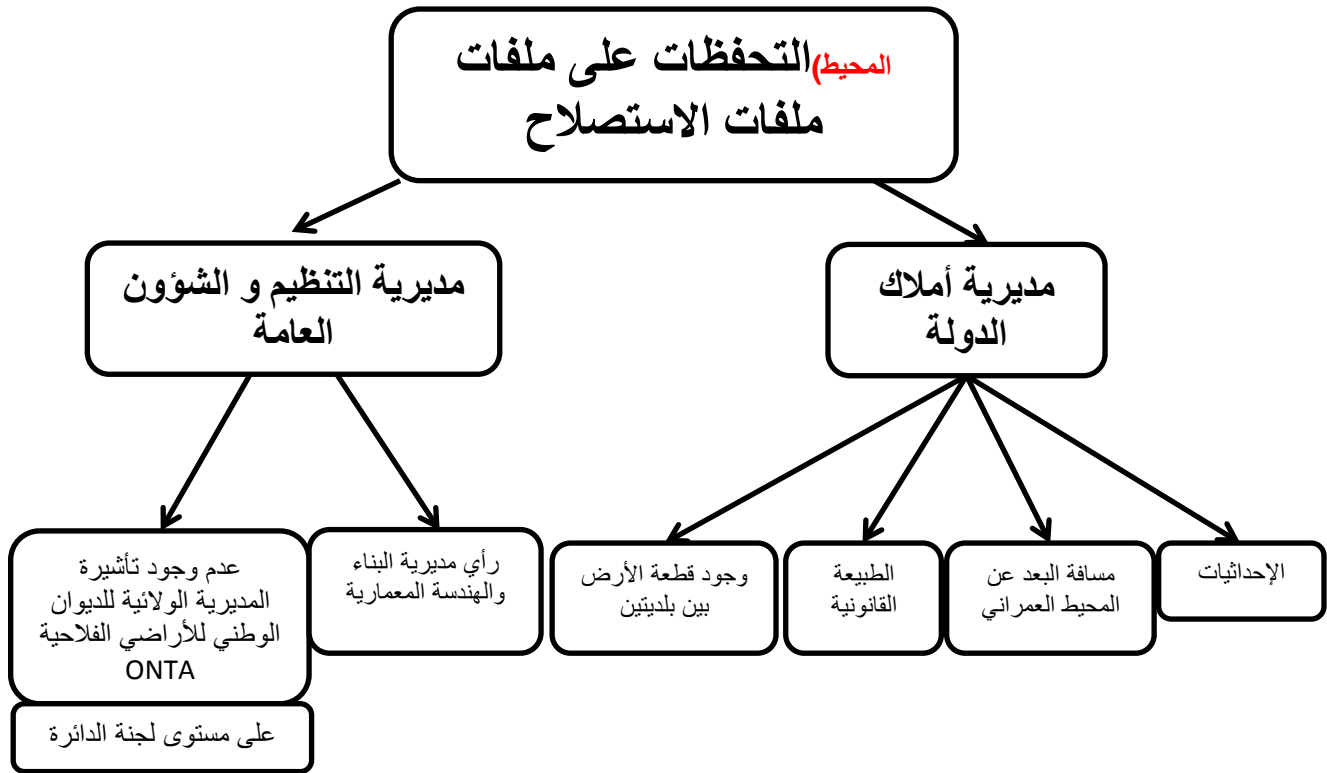 المحيط)التحفظات على ملفات
ملفات الاستصلاح
مديرية أملاك
الدولة
مديرية التنظيم و الشؤون
العامة
الإحداثيات
مسافة البعد عن
المحيط العمراني
الطبيعة
القانونية
وجود قطعة الأرض
بين بلديتين
رأي مديرية البناء
والهندسة المعمارية
عدم وجود تأشيرة
المديرية الولائية للديوان
الوطني للأراضي الفلاحية
ONTA
على مستوى لجنة الدائرة